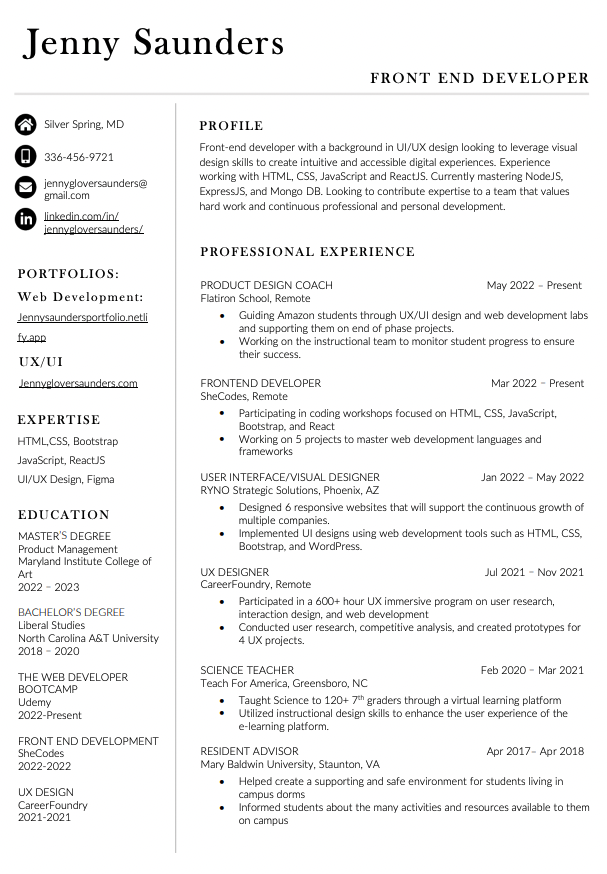 Jenny Saunders
FRONT END DEVELOPER
Silver Spring, MD
336-456-9721
jennygloversaunders@
gmail.com
linkedin.com/in/
jennygloversaunders/
PORTFOLIOS:
Web Development:
Jennysaundersportfolio.netli
fy.app
UX/UI
Jennygloversaunders.com
EXPERTISE
HTML,CSS, Bootstrap
JavaScript, ReactJS
UI/UX Design, Figma
EDUCATION
MASTER'S DEGREE
Product Management
Maryland Institute College of
Art
2022 – 2023
BACHELOR'S DEGREE
Liberal Studies
North Carolina A&T University
2018 – 2020
THE WEB DEVELOPER
BOOTCAMP
Udemy
2022-Present
FRONT END DEVELOPMENT
SheCodes
2022-2022
UX DESIGN
CareerFoundry
2021-2021
PROFILE
Front-end developer with a background in UI/UX design looking to leverage visual
design skills to create intuitive and accessible digital experiences. Experience
working with HTML, CSS, JavaScript and ReactJS. Currently mastering NodeJS,
ExpressJS, and Mongo DB. Looking to contribute expertise to a team that values
hard work and continuous professional and personal development.
PROFESSIONAL EXPERIENCE
PRODUCT DESIGN COACH May 2022 – Present
Flatiron School, Remote
• Guiding Amazon students through UX/UI design and web development labs
and supporting them on end of phase projects.
• Working on the instructional team to monitor student progress to ensure
their success.
FRONTEND DEVELOPER Mar 2022 – Present
SheCodes, Remote
• Participating in coding workshops focused on HTML, CSS, JavaScript,
Bootstrap, and React
• Working on 5 projects to master web development languages and
frameworks
USER INTERFACE/VISUAL DESIGNER Jan 2022 – May 2022
RYNO Strategic Solutions, Phoenix, AZ
• Designed 6 responsive websites that will support the continuous growth of
multiple companies.
• Implemented UI designs using web development tools such as HTML, CSS,
Bootstrap, and WordPress.
UX DESIGNER Jul 2021 – Nov 2021
CareerFoundry, Remote
• Participated in a 600+ hour UX immersive program on user research,
interaction design, and web development
• Conducted user research, competitive analysis, and created prototypes for
4 UX projects.
SCIENCE TEACHER Feb 2020 – Mar 2021
Teach For America, Greensboro, NC
• Taught Science to 120+ 7th graders through a virtual learning platform
• Utilized instructional design skills to enhance the user experience of the
e-learning platform.
RESIDENT ADVISOR Apr 2017– Apr 2018
Mary Baldwin University, Staunton, VA
• Helped create a supporting and safe environment for students living in
campus dorms
• Informed students about the many activities and resources available to them
on campus